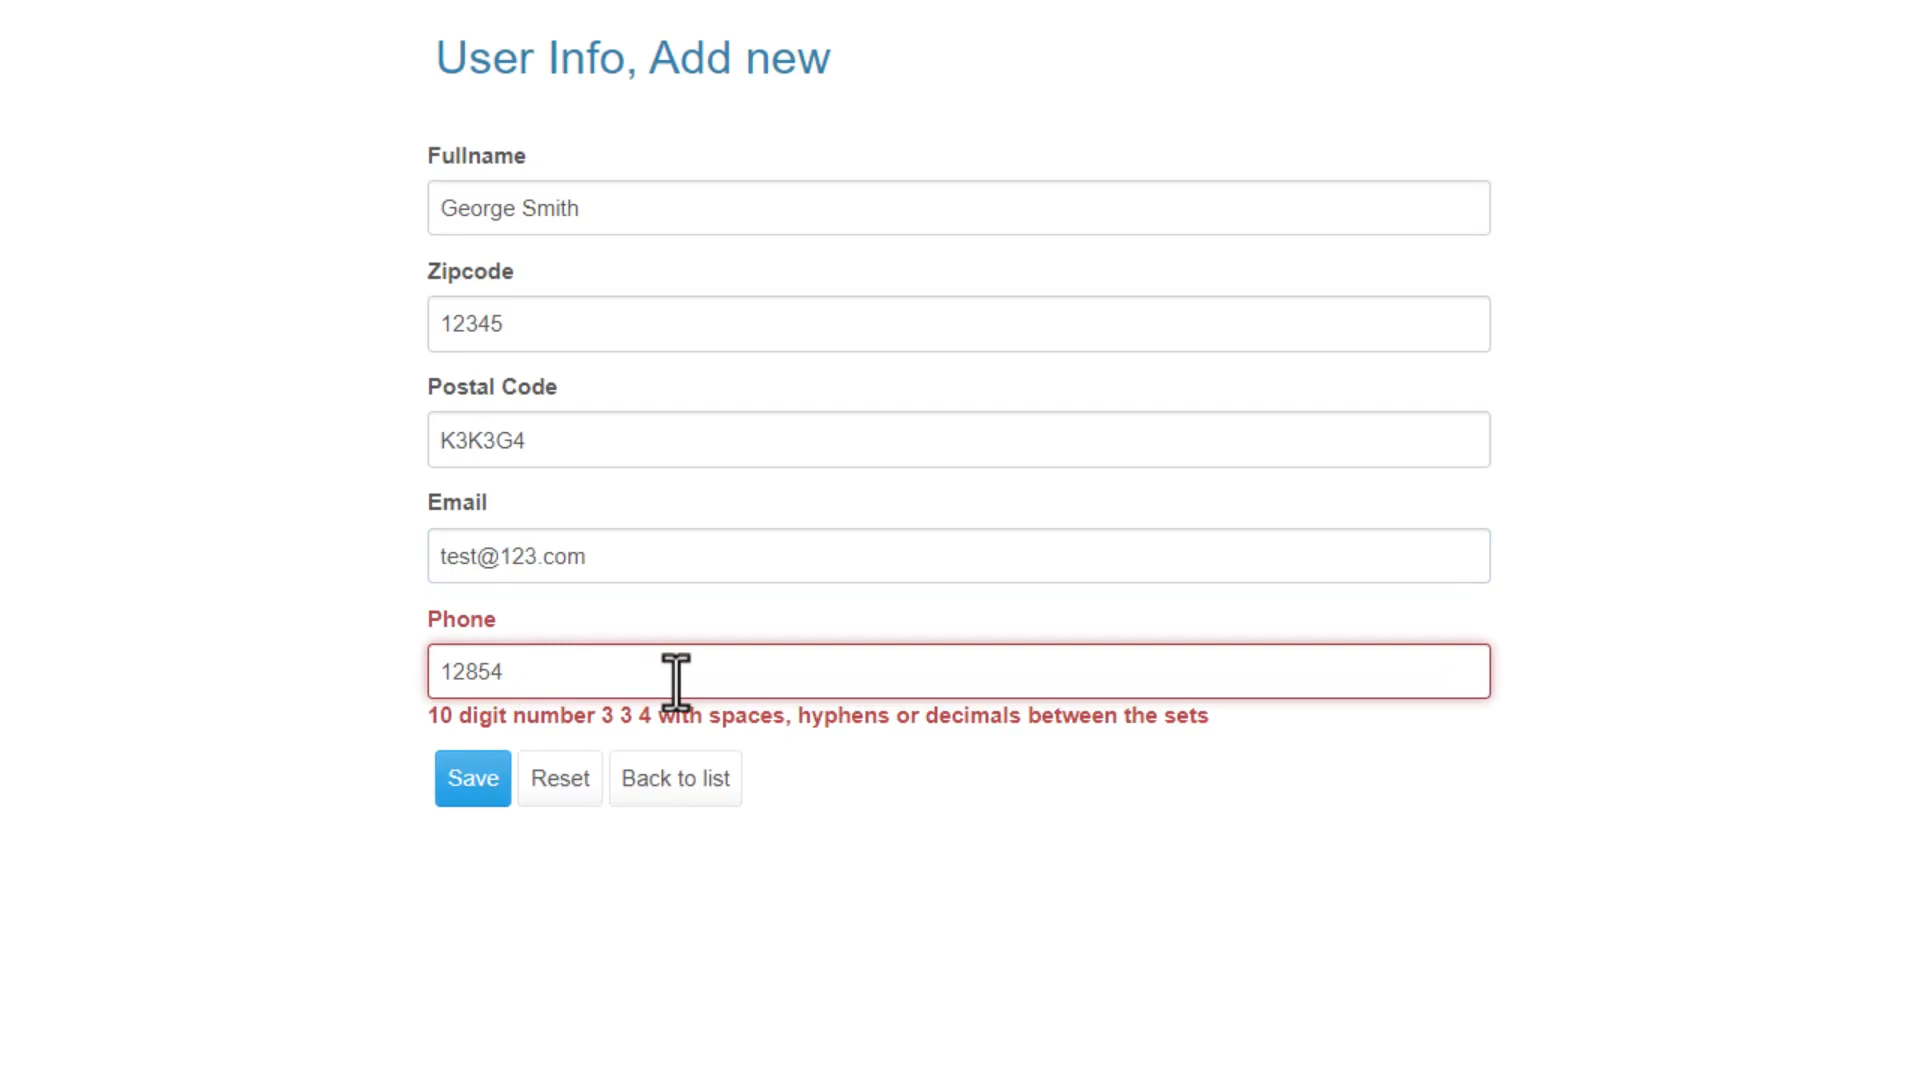 User Info, Add new
Fullname
George Smith
Zipcode
12345
Postal Code
K3K3G4
Email
test@123.com
Phone
12854
10 digit number 3 3 4 with spaces, hyphens or decimals between the sets
Save Reset Back to list